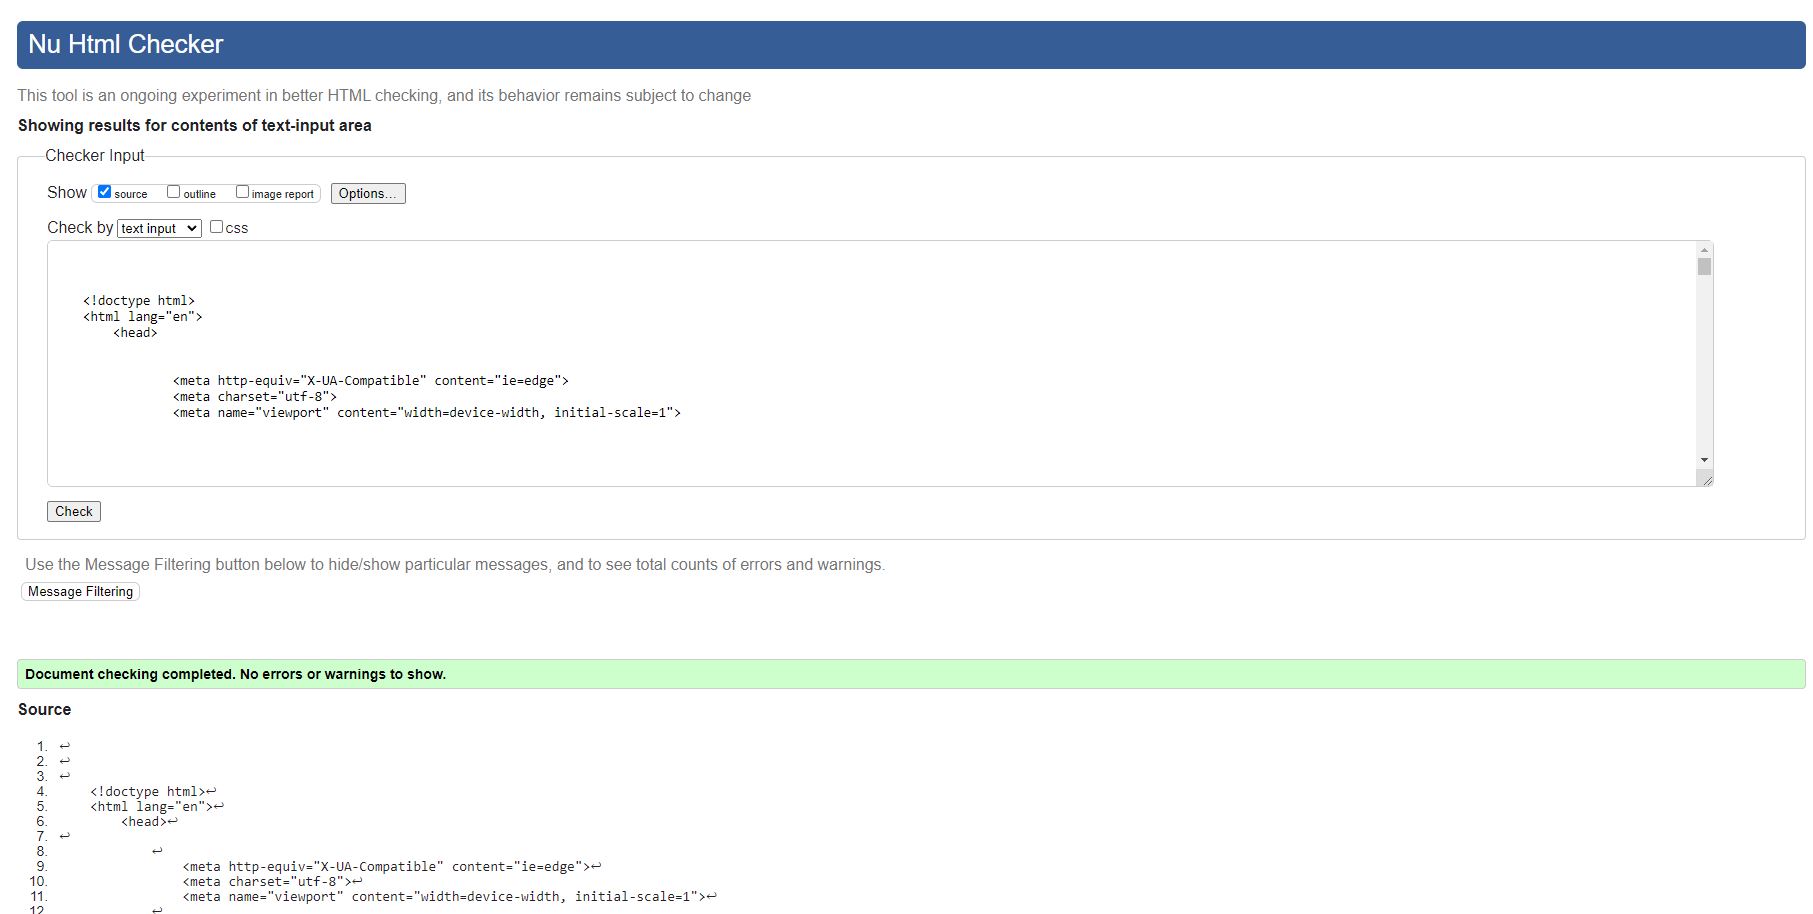 Nu Html Checker
This tool is an ongoing experiment in better HTML checking, and its behavior remains subject to change
Showing results for contents of text-input area
Checker Input
Show source outline image report Options...
Check by text input css
<!doctype html>
<html lang="en">
<head>
<meta http-equiv="X-UA-Compatible" content="ie=edge">
<meta charset="utf-8">
<meta name="viewport" content="width=device-width, initial-scale=1">
Check
Use the Message Filtering button below to hide/show particular messages, and to see total counts of errors and warnings.
Message Filtering
Document checking completed. No errors or warnings to show.
Source
1. ↩
2. ↩
3. ↩
4. <!doctype html>↩
5. <html lang="en">↩
6. <head>↩
7. ↩
8. ↩
9. <meta http-equiv="X-UA-Compatible" content="ie=edge">↩
10. <meta charset="utf-8">↩
11. <meta name="viewport" content="width=device-width, initial-scale=1">↩
12. ↩